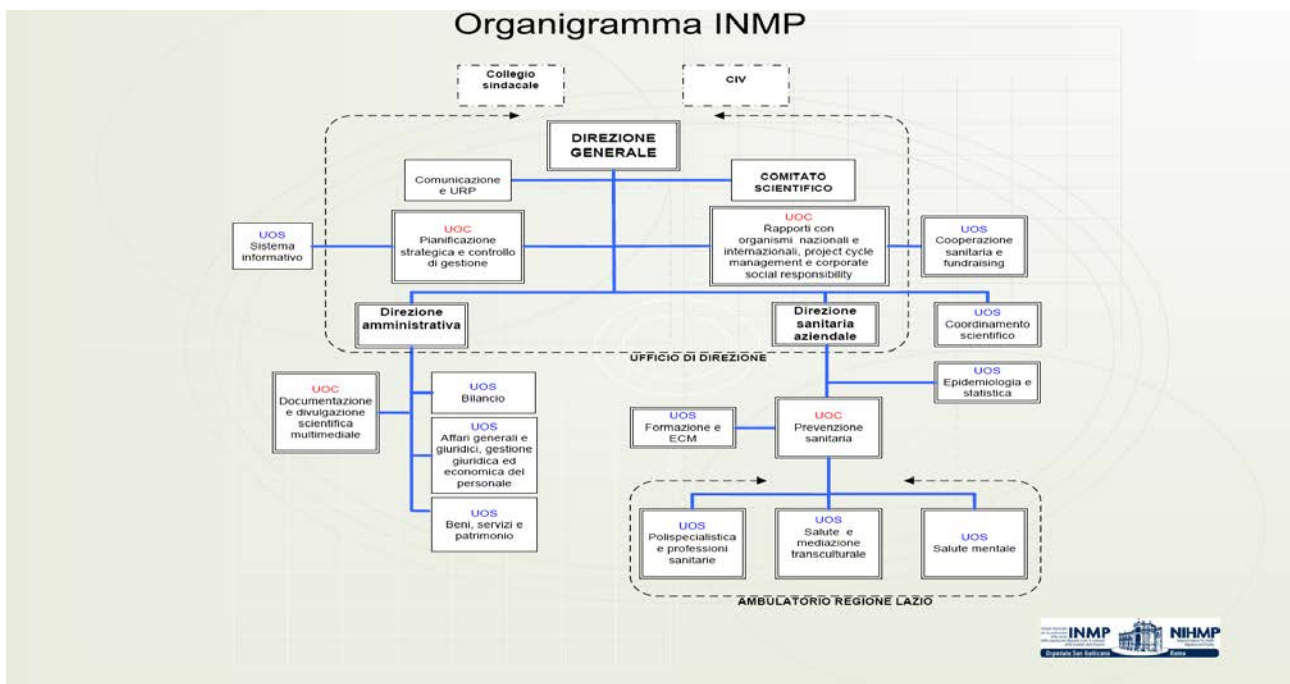 Organigramma INMP
Collegio
sindacale
CIV
DIREZIONE
GENERALE
Comunicazione
e URP
COMITATO
SCIENTIFICO
UOS
Sistema
informativo
UOC
Pianificazione
strategica e controllo
di gestione
UOC
Rapporti con
organismi nazionali e
internazionali, project cycle
management e corporate
social responsibility
UOS
Cooperazione
sanitaria e
fundraising
Direzione
amministrativa
Direzione
sanitaria
aziendale
UOS
Coordinamento
scientifico
UFFICIO DI DIREZIONE
UOC
Documentazione
e divulgazione
scientifica
multimediale
UOS
Bilancio
UOS
Affari generali e
giuridici, gestione
giuridica ed
economica del
personale
UOS
Beni, servizi e
patrimonio
UOS
Epidemiologia e
statistica
UOS
Formazione e
ECM
UOC
Prevenzione
sanitaria
UOS
Polispecialistica
e professioni
sanitarie
UOS
Salute e
mediazione
transculturale
UOS
Salute mentale
AMBULATORIO REGIONE LAZIO
INMP
NIHMP
Ospedale San Gallicano
Roma